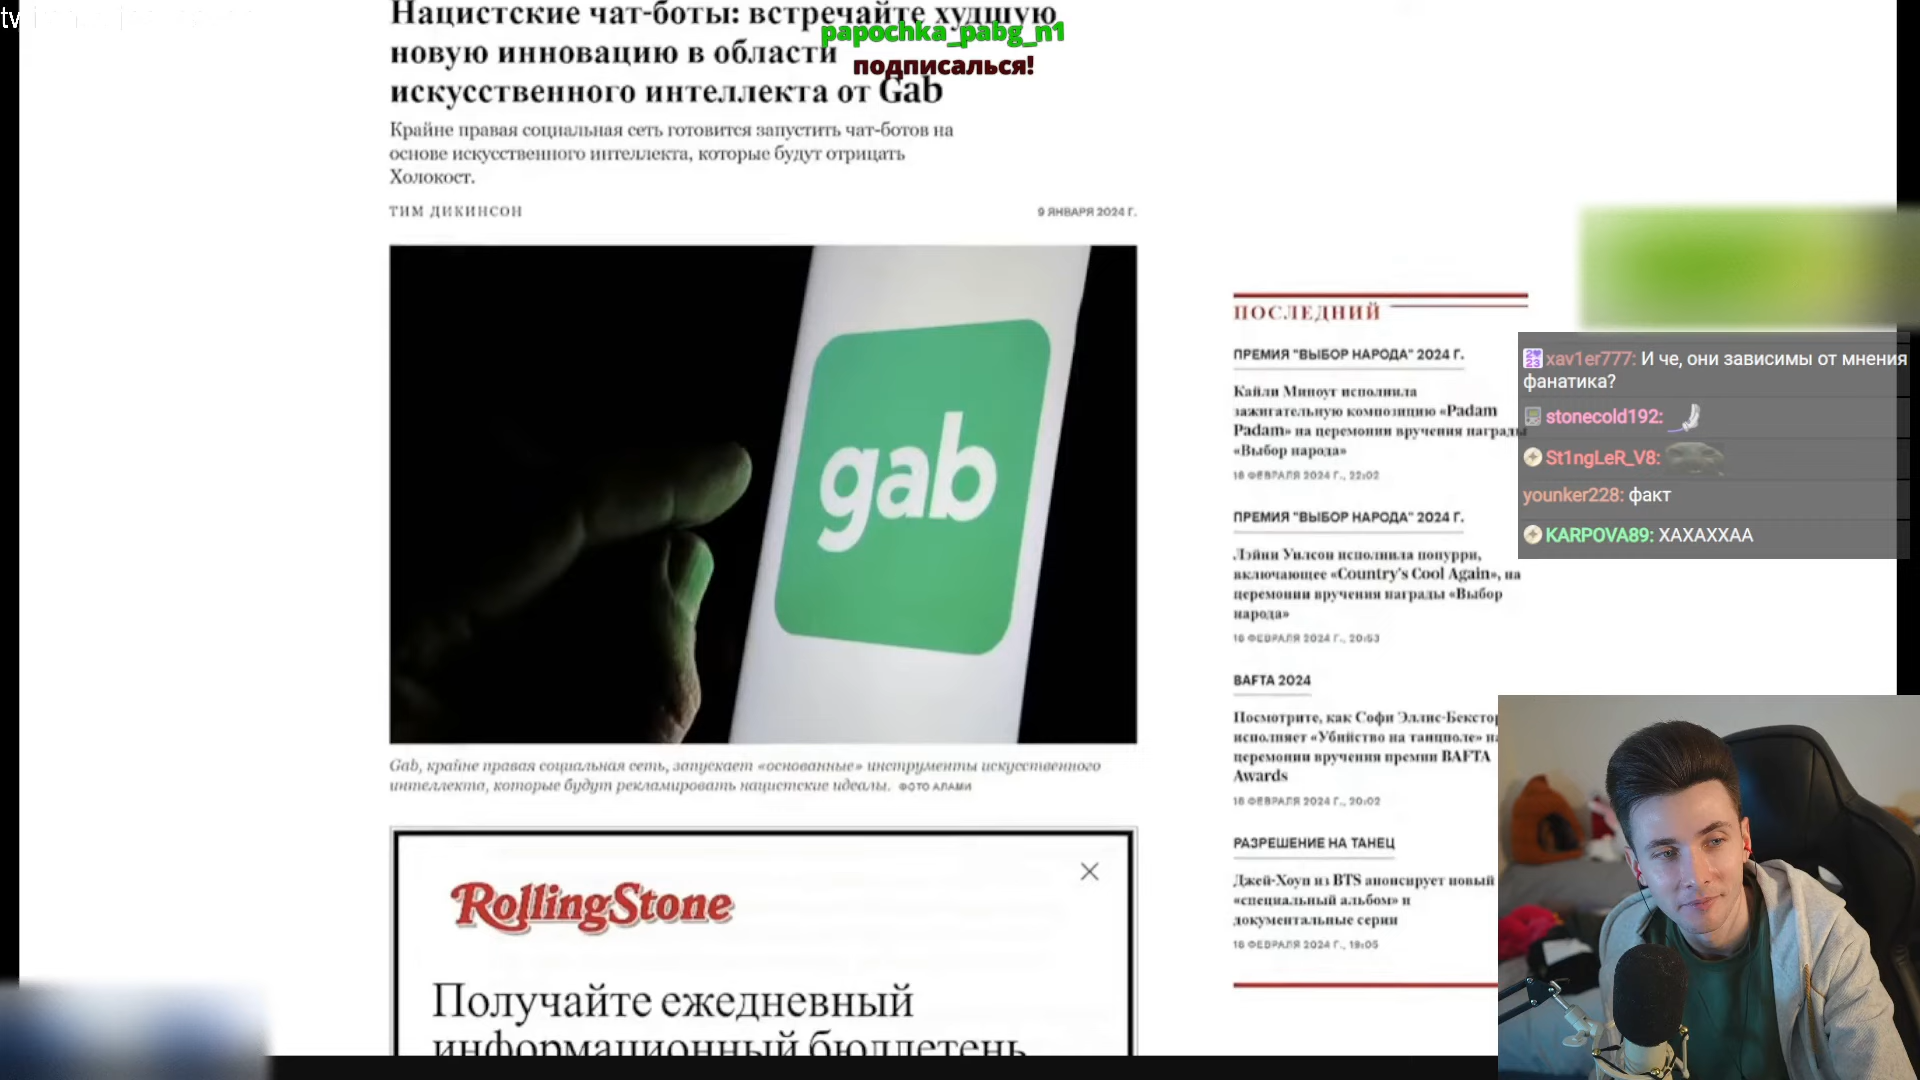 tw
Нацистские чат-боты: встречайте худшую
новую инновацию в области
искусственного интеллекта от Gab
papochka_pabg_n1
подписалься!
Крайне правая социальная сеть готовится запустить чат-ботов на
основе искусственного интеллекта, которые будут отрицать
Холокост.
ТИМ ДИКИНСОН
9 ЯНВАРЯ 2024 Г.
gab
Gab, крайне правая социальная сеть, запускает «основанные» инструменты искусственного
интеллекта, которые будут рекламировать нацистские идеалы. ФОТО АЛАМИ
RollingStone
Получайте ежедневный
информационный бюллетень
ПОСЛЕДНИЙ
ПРЕМИЯ "ВЫБОР НАРОДА" 2024 Г.
Кайли Миноут исполнила
зажигательную композицию «Padam
Padam» на церемонии вручения награды
«Выбор народа»
18 ФЕВРАЛЯ 2024 Г., 22:02
ПРЕМИЯ "ВЫБОР НАРОДА" 2024 Г.
Лэйни Уилсон исполнила попурри,
включающее «Country's Cool Again», на
церемонии вручения награды «Выбор
народа»
18 ФЕВРАЛЯ 2024 Г., 20:53
BAFTA 2024
Посмотрите, как Софи Эллис-Бекстор
исполняет «Убийство на танцполе» на
церемонии вручения премии BAFTA
Awards
18 ФЕВРАЛЯ 2024 Г., 20:02
РАЗРЕШЕНИЕ НА ТАНЕЦ
Джей-Хоуп из BTS анонсирует новый
«специальный альбом» и
документальные серии
18 ФЕВРАЛЯ 2024 Г., 19:05
xav1er777: И че, они зависимы от мнения
фанатика?
stonecold192:
St1ngLeR_V8:
younker228: факт
KARPOVA89: ХАХАХХАА